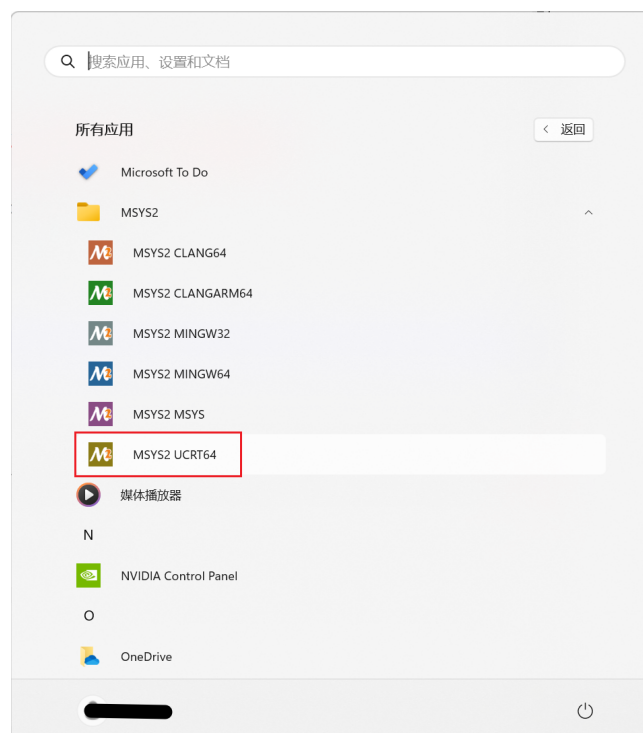 搜索应用、设置和文档
所有应用
返回
Microsoft To Do
MSYS2
MSYS2 CLANG64
MSYS2 CLANGARM64
MSYS2 MINGW32
MSYS2 MINGW64
MSYS2 MSYS
MSYS2 UCRT64
媒体播放器
N
NVIDIA Control Panel
O
OneDrive